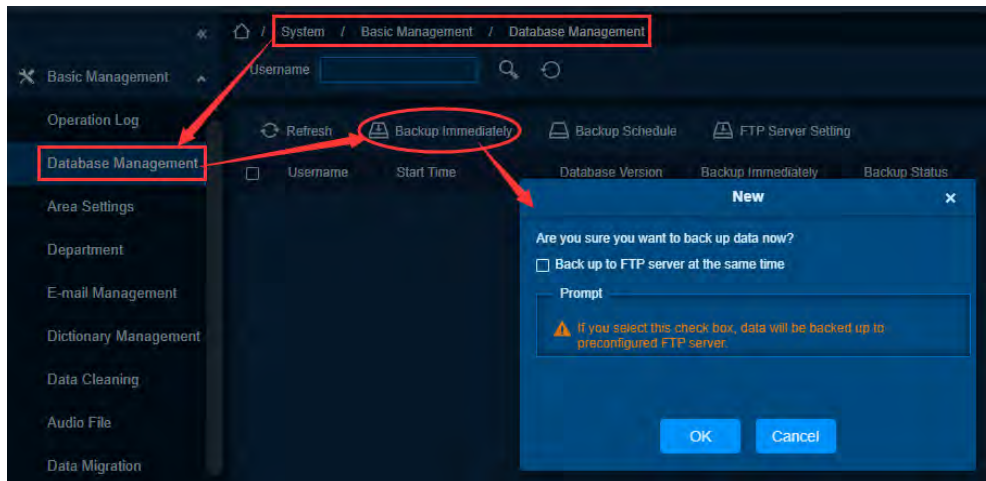 / System / Basic Management / Database Management
Basic Management
Username
Operation Log
Refresh Backup Immediately Backup Schedule FTP Server Setting
Database Management
Username Start Time Database Version Backup Immediately Backup Status
Area Settings
Department
E-mail Management
Dictionary Management
Data Cleaning
Audio File
Data Migration
New
Are you sure you want to back up data now?
Back up to FTP server at the same time
Prompt
If you select this check box, data will be backed up to
preconfigured FTP server.
OK Cancel